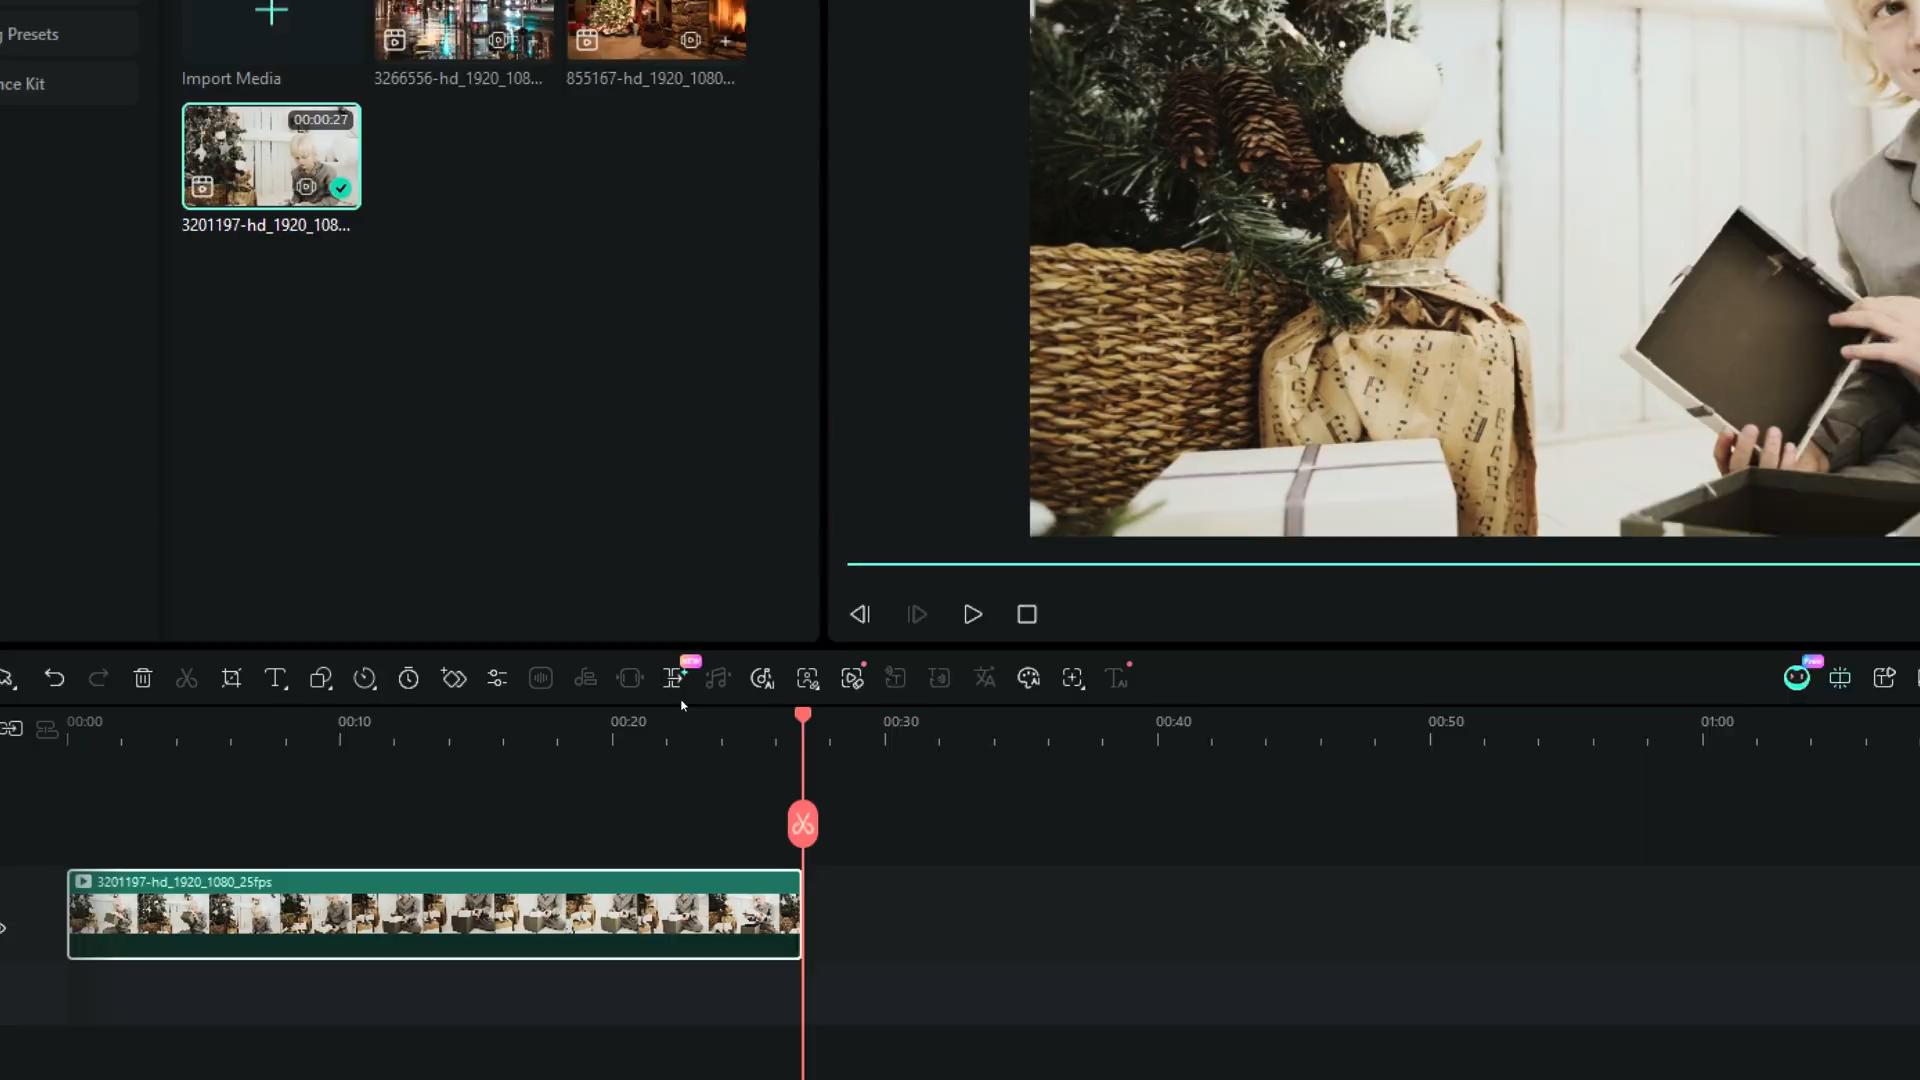 g Presets
nce Kit
Import Media
3266556-hd_1920_108...
855167-hd_1920_1080...
00:00:27
3201197-hd_1920_108...
NEW
Free
00:00
00:10
00:20
00:30
00:40
00:50
01:00
3201197-hd_1920_1080_25fps